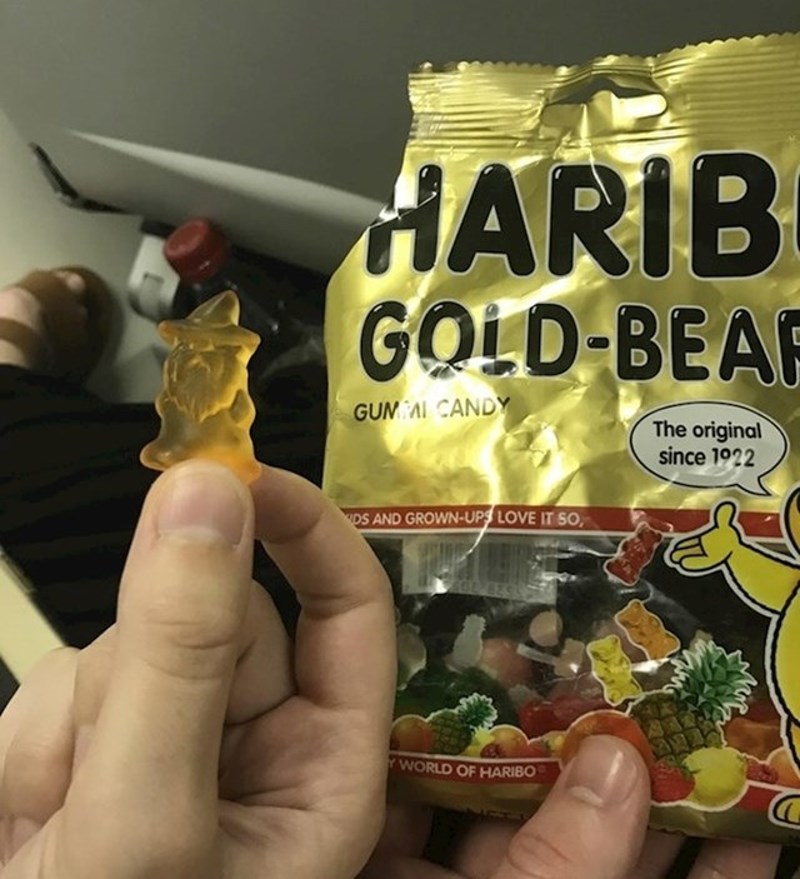 HARIB
GOLD-BEAR
GUMMI CANDY
The original
since 1922
IDS AND GROWN-UPS LOVE IT SO,
Y WORLD OF HARIBO®